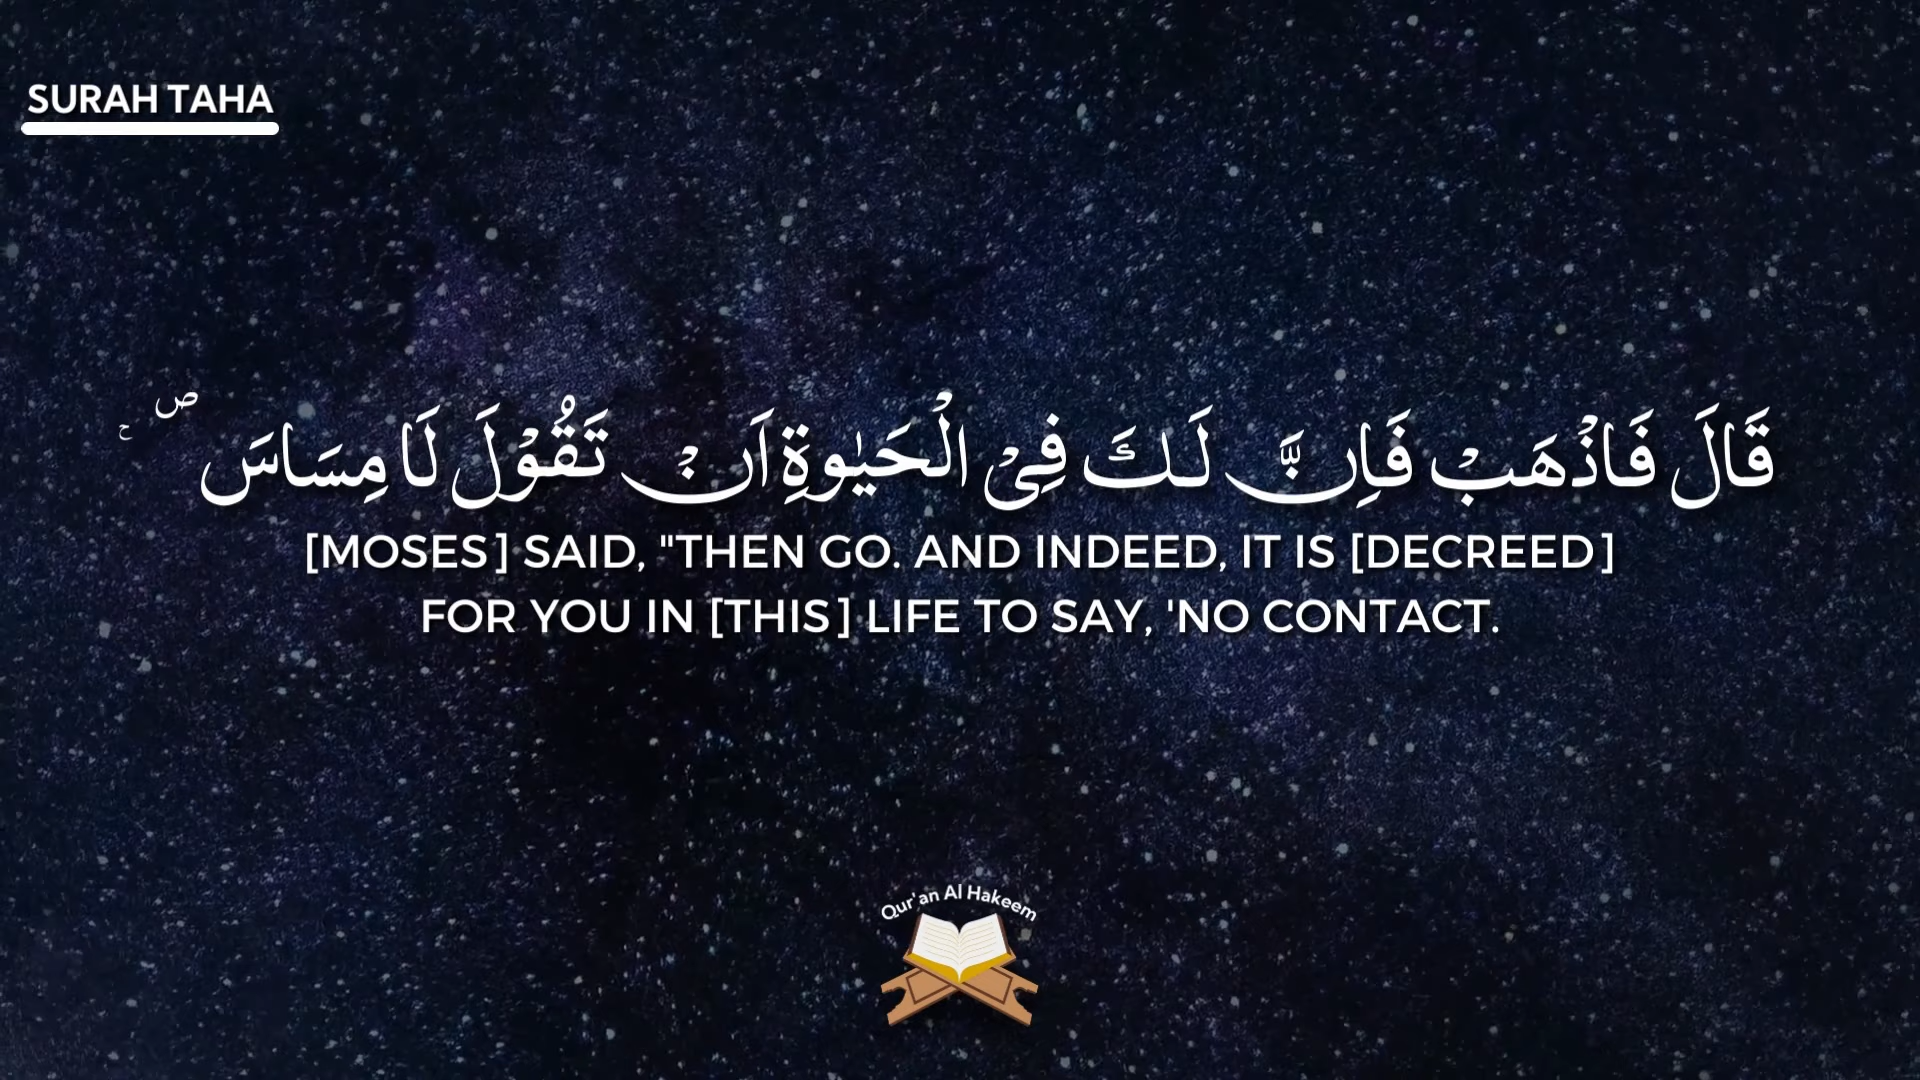 SURAH TAHA
قَالَ فَاذْهَبْ فَاِنَّ لَـكَ فِى الْحَيٰوةِ اَنْ تَقُوْلَ لَا مِسَاسَ ۖ ۚ
[MOSES] SAID, "THEN GO. AND INDEED, IT IS [DECREED]
FOR YOU IN [THIS] LIFE TO SAY, 'NO CONTACT.
Qur'an Al Hakeem